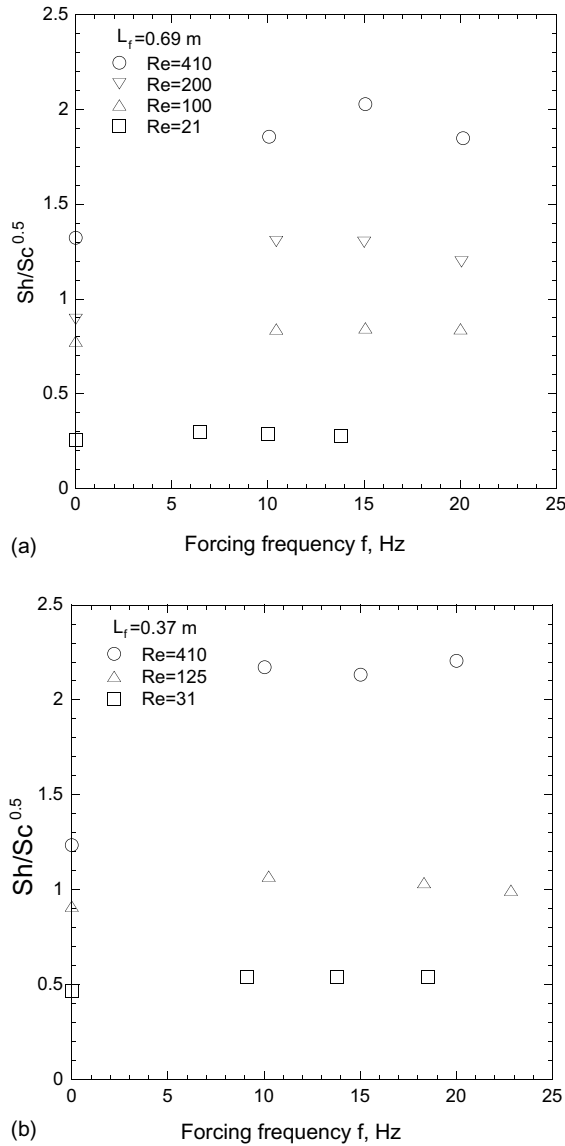 2.5
L_f=0.69 m
Re=410
Re=200
Re=100
Re=21
2
1.5
1
0.5
0
Sh/Sc^0.5
0 5 10 15 20 25
(a)
Forcing frequency f, Hz
2.5
L_f=0.37 m
Re=410
Re=125
Re=31
2
1.5
1
0.5
0
Sh/Sc^0.5
0 5 10 15 20 25
(b)
Forcing frequency f, Hz